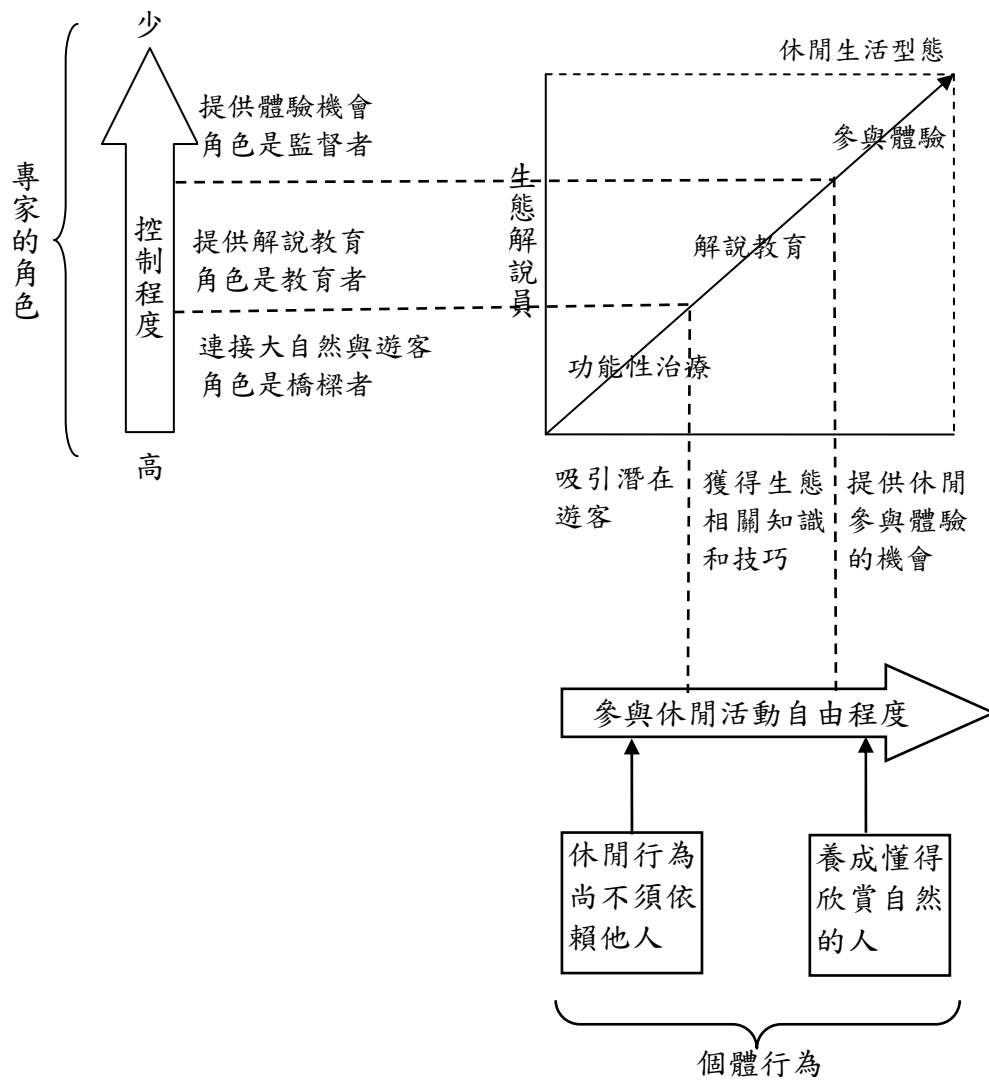 少
休閒生活型態
提供體驗機會
角色是監督者
參與體驗
專家的角色
控制程度
生態解說員
提供解說教育
角色是教育者
解說教育
連接大自然與遊客
角色是橋樑者
功能性治療
高
吸引潛在
遊客
獲得生態
相關知識
和技巧
提供休閒
參與體驗
的機會
參與休閒活動自由程度
休閒行為
尚不須依
賴他人
養成懂得
欣賞自然
的人
個體行為